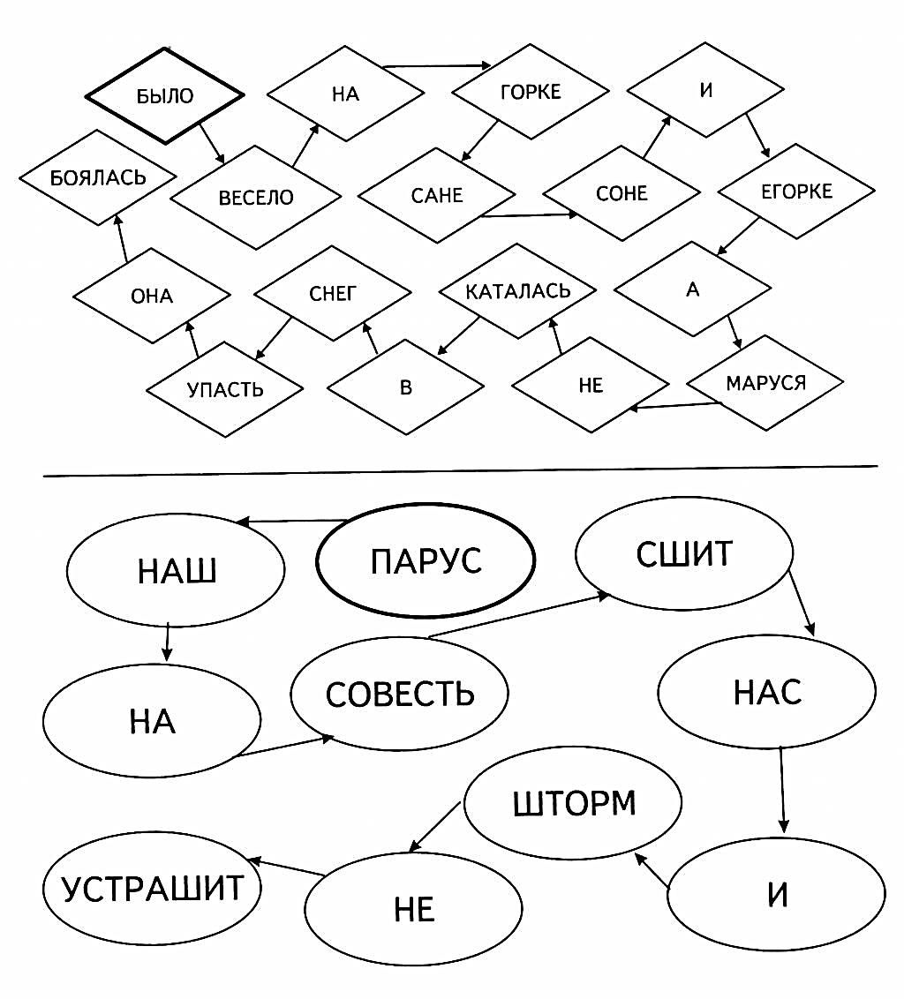 БЫЛО
ВЕСЕЛО
НА
ГОРКЕ
САНЕ
СОНЕ
И
ЕГОРКЕ
А
МАРУСЯ
НЕ
КАТАЛАСЬ
В
СНЕГ
УПАСТЬ
ОНА
БОЯЛАСЬ
ПАРУС
НАШ
НА
СОВЕСТЬ
СШИТ
НАС
И
ШТОРМ
НЕ
УСТРАШИТ